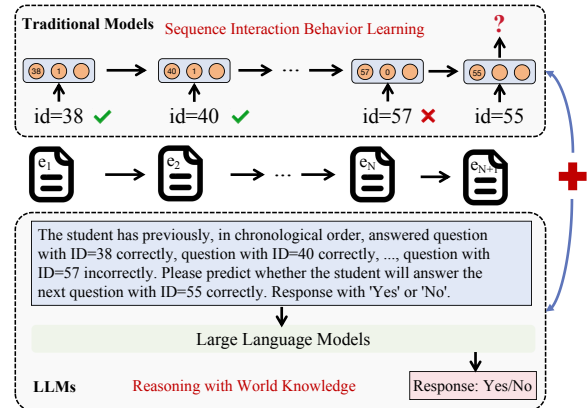 Traditional Models
Sequence Interaction Behavior Learning
?
38 1
40 1
...
57 0
55
id=38
id=40
id=57
id=55
e1
e2
...
eN
eN+1
The student has previously, in chronological order, answered question
with ID=38 correctly, question with ID=40 correctly, ..., question with
ID=57 incorrectly. Please predict whether the student will answer the
next question with ID=55 correctly. Response with 'Yes' or 'No'.
Large Language Models
LLMs
Reasoning with World Knowledge
Response: Yes/No